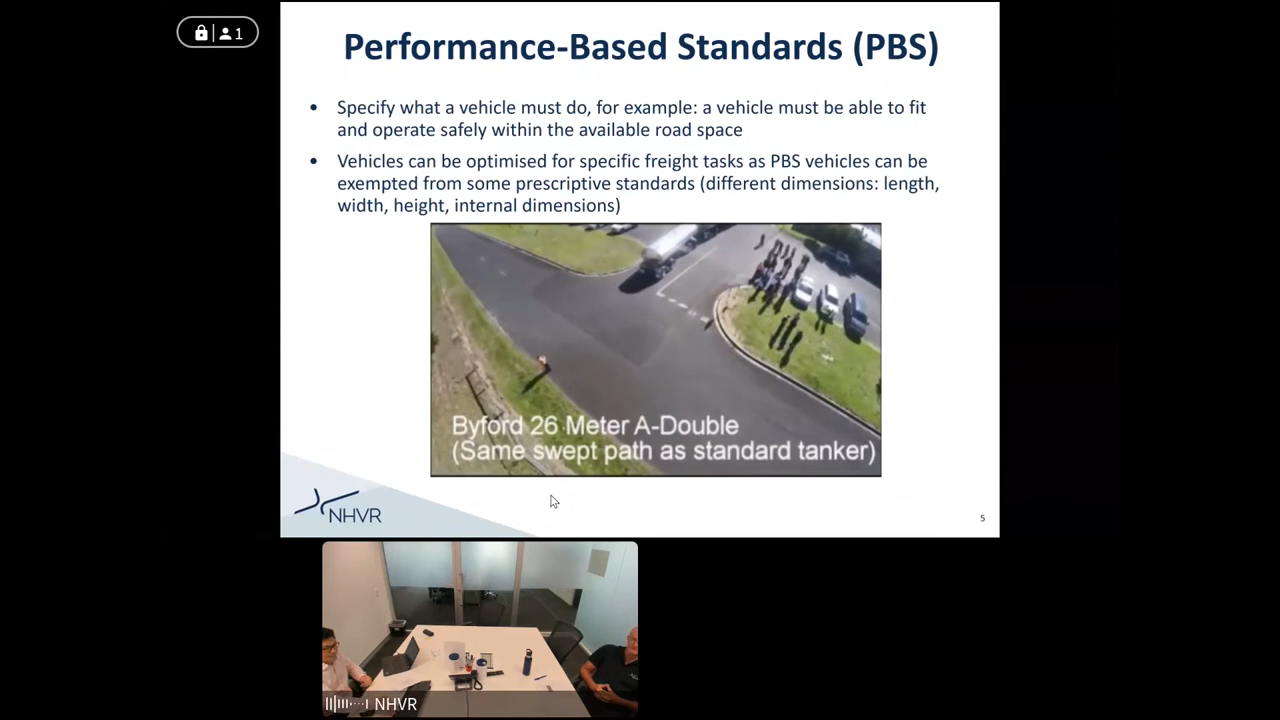 1
Performance-Based Standards (PBS)
• Specify what a vehicle must do, for example: a vehicle must be able to fit
and operate safely within the available road space
• Vehicles can be optimised for specific freight tasks as PBS vehicles can be
exempted from some prescriptive standards (different dimensions: length,
width, height, internal dimensions)
Byford 26 Meter A-Double
(Same swept path as standard tanker)
NHVR
5
NHVR